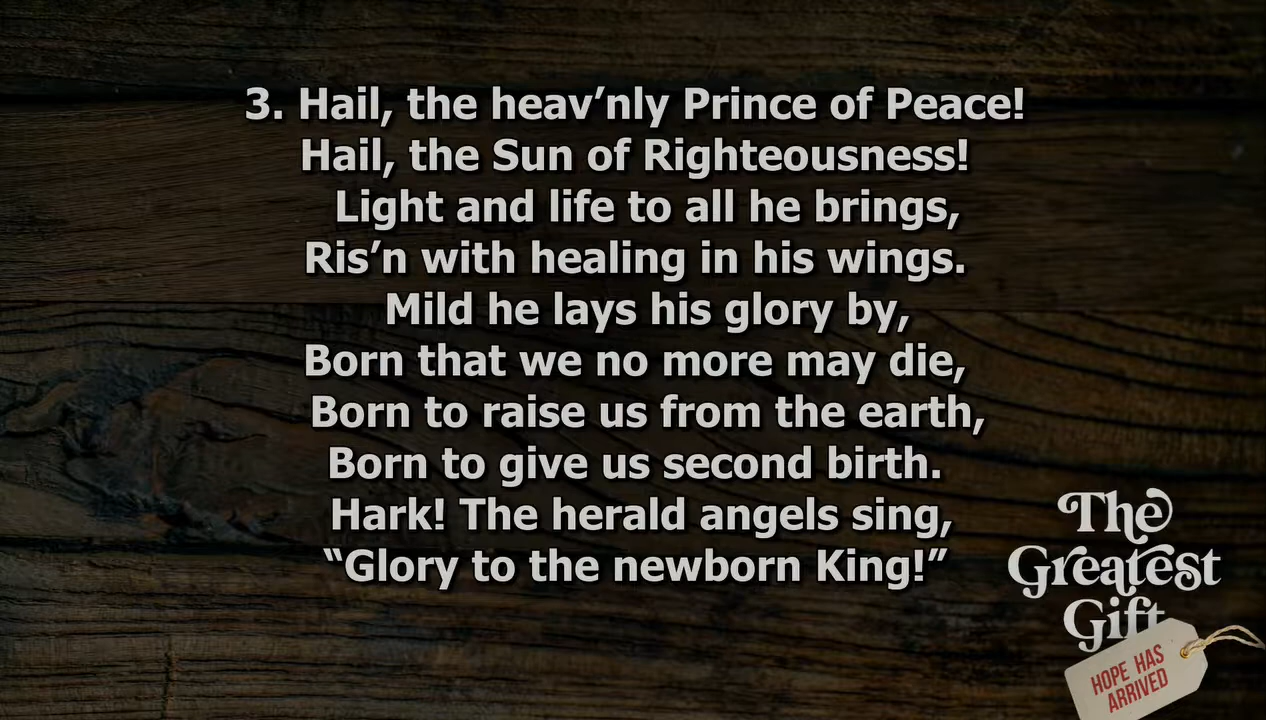 3. Hail, the heav’nly Prince of Peace!
Hail, the Sun of Righteousness!
Light and life to all he brings,
Ris’n with healing in his wings.
Mild he lays his glory by,
Born that we no more may die,
Born to raise us from the earth,
Born to give us second birth.
Hark! The herald angels sing,
“Glory to the newborn King!”
The
Greatest
Gift
HOPE HAS
ARRIVED